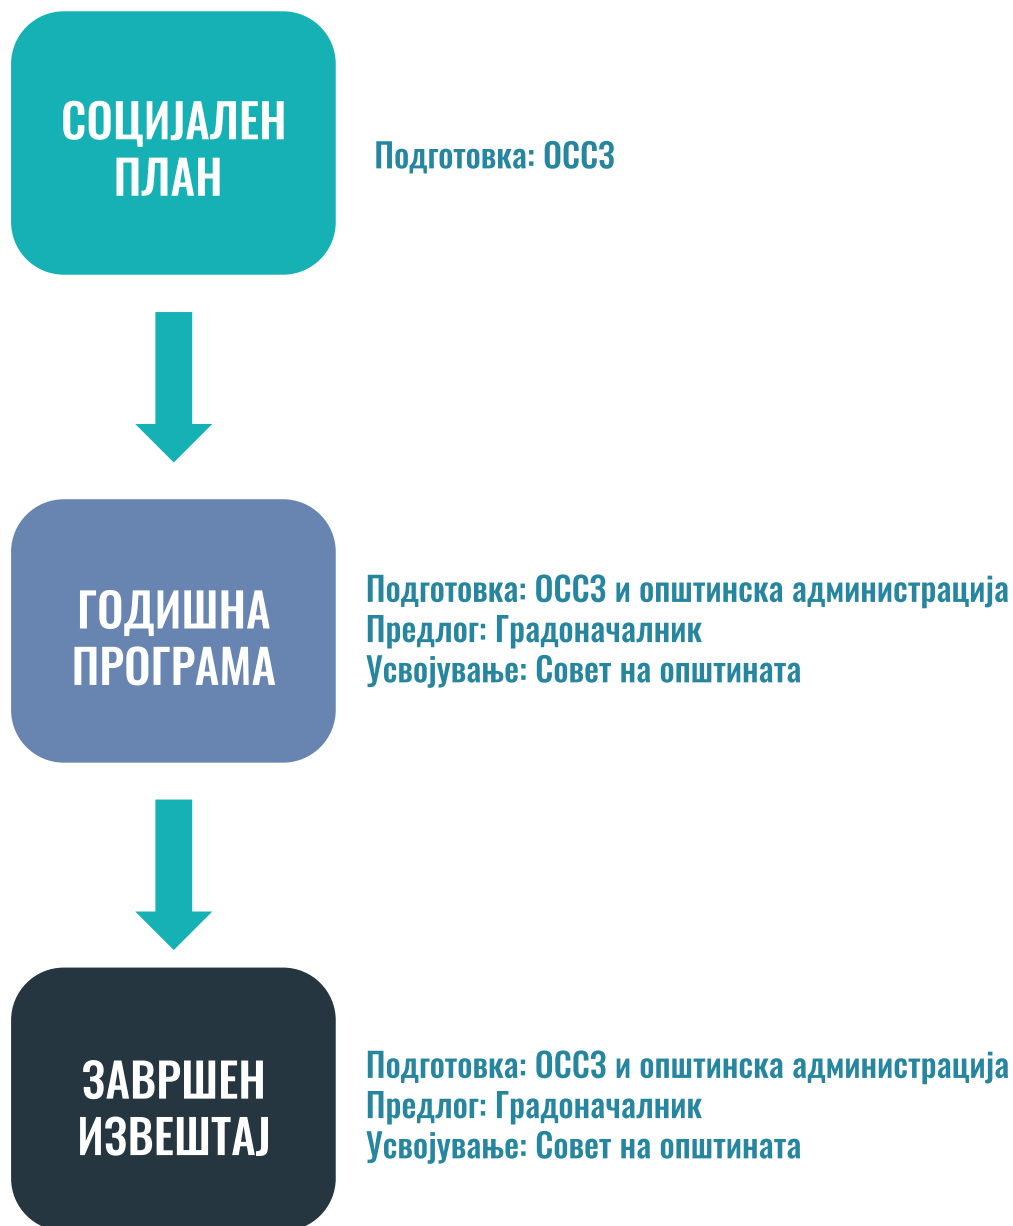 СОЦИЈАЛЕН
ПЛАН
Подготовка: ОССЗ
ГОДИШНА
ПРОГРАМА
Подготовка: ОССЗ и општинска администрација
Предлог: Градоначалник
Усвојување: Совет на општината
ЗАВРШЕН
ИЗВЕШТАЈ
Подготовка: ОССЗ и општинска администрација
Предлог: Градоначалник
Усвојување: Совет на општината